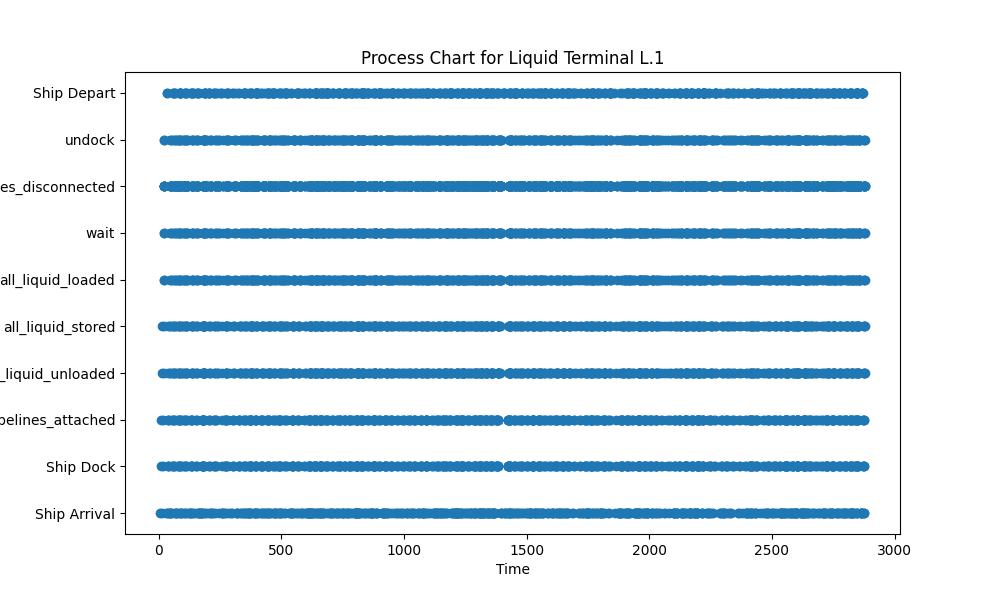 Process Chart for Liquid Terminal L.1
Ship Depart
undock
es_disconnected
wait
all_liquid_loaded
all_liquid_stored
_liquid_unloaded
pelines_attached
Ship Dock
Ship Arrival
0 500 1000 1500 2000 2500 3000
Time